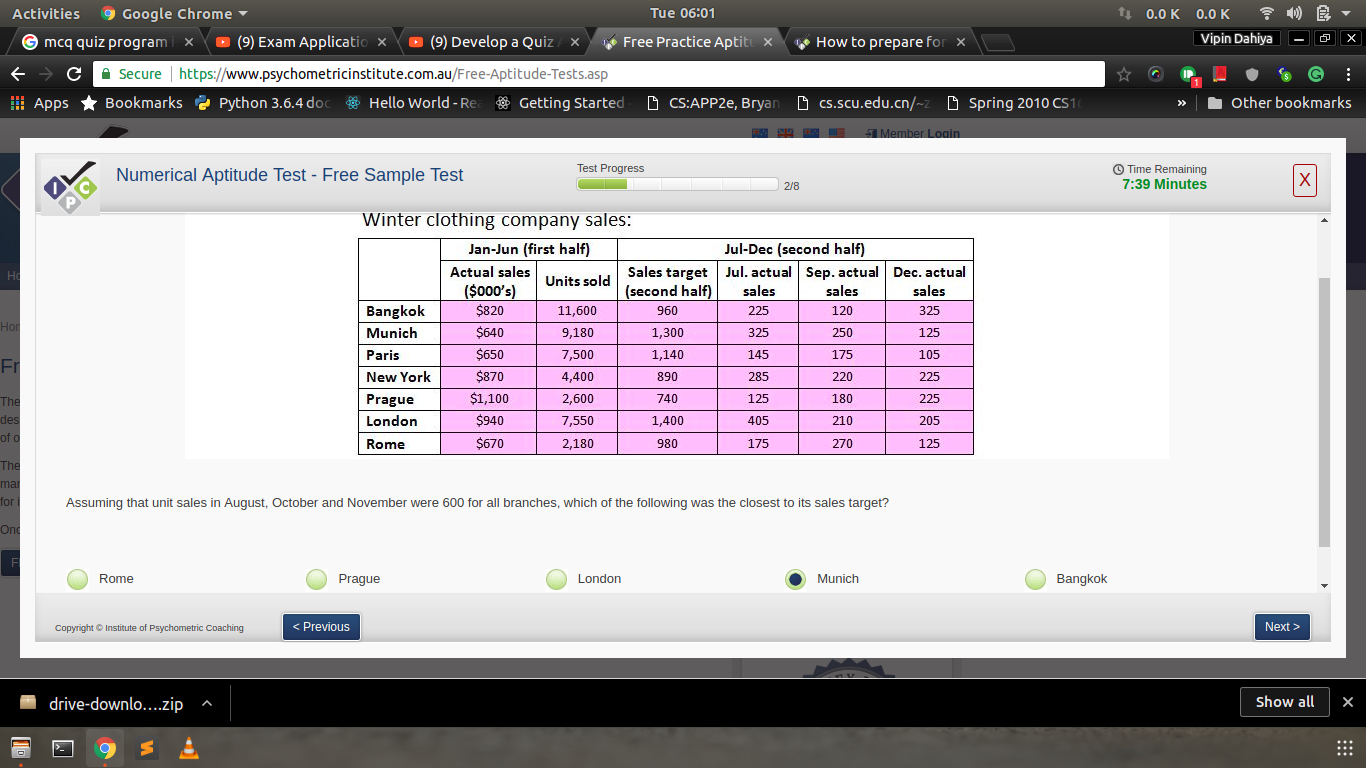 Activities Google Chrome Tue 06:01 0.0 K 0.0 K
mcq quiz program (9) Exam Applicatio (9) Develop a Quiz Free Practice Aptit How to prepare for Vipin Dahiya
Secure https://www.psychometricinstitute.com.au/Free-Aptitude-Tests.asp
Apps Bookmarks Python 3.6.4 doc Hello World - Rea Getting Started CS:APP2e, Bryan cs.scu.edu.cn/~z Spring 2010 CS1 » Other bookmarks
Member Login
IPC
Numerical Aptitude Test - Free Sample Test
Test Progress
2/8
Time Remaining
7:39 Minutes
X
Winter clothing company sales:
Jan-Jun (first half) Jul-Dec (second half)
Actual sales ($000's) Units sold Sales target (second half) Jul. actual sales Sep. actual sales Dec. actual sales
Bangkok $820 11,600 960 225 120 325
Munich $640 9,180 1,300 325 250 125
Paris $650 7,500 1,140 145 175 105
New York $870 4,400 890 285 220 225
Prague $1,100 2,600 740 125 180 225
London $940 7,550 1,400 405 210 205
Rome $670 2,180 980 175 270 125
Assuming that unit sales in August, October and November were 600 for all branches, which of the following was the closest to its sales target?
Rome Prague London Munich Bangkok
Copyright © Institute of Psychometric Coaching < Previous Next >
drive-downlo....zip Show all